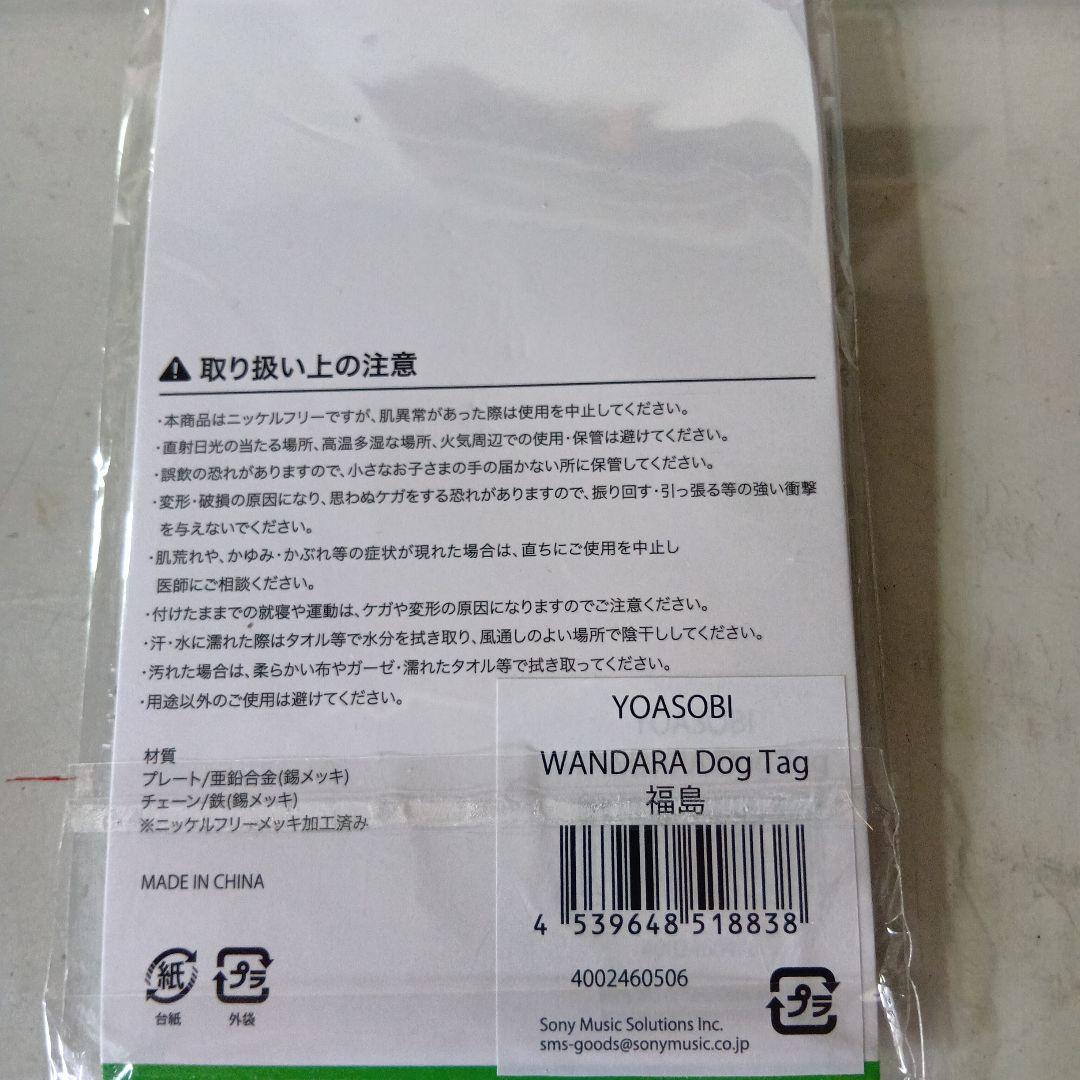 取り扱い上の注意
・本商品はニッケルフリーですが、肌異常があった際は使用を中止してください。
・直射日光の当たる場所、高温多湿な場所、火気周辺での使用・保管は避けてください。
・誤飲の恐れがありますので、小さなお子さまの手の届かない所に保管してください。
・変形・破損の原因になり、思わぬケガをする恐れがありますので、振り回す・引っ張る等の強い衝撃
を与えないでください。
・肌荒れや、かゆみ・かぶれ等の症状が現れた場合は、直ちにご使用を中止し
医師にご相談ください。
・付けたままでの就寝や運動は、ケガや変形の原因になりますのでご注意ください。
・汗・水に濡れた際はタオル等で水分を拭き取り、風通しのよい場所で陰干ししてください。
・汚れた場合は、柔らかい布やガーゼ・濡れたタオル等で拭き取ってください。
・用途以外のご使用は避けてください。
材質
プレート/亜鉛合金(錫メッキ)
チェーン/鉄(錫メッキ)
※ニッケルフリーメッキ加工済み
MADE IN CHINA
紙
台紙
プラ
外袋
YOASOBI
WANDARA Dog Tag
福島
4 539648 518838
4002460506
Sony Music Solutions Inc.
sms-goods@sonymusic.co.jp
プラ